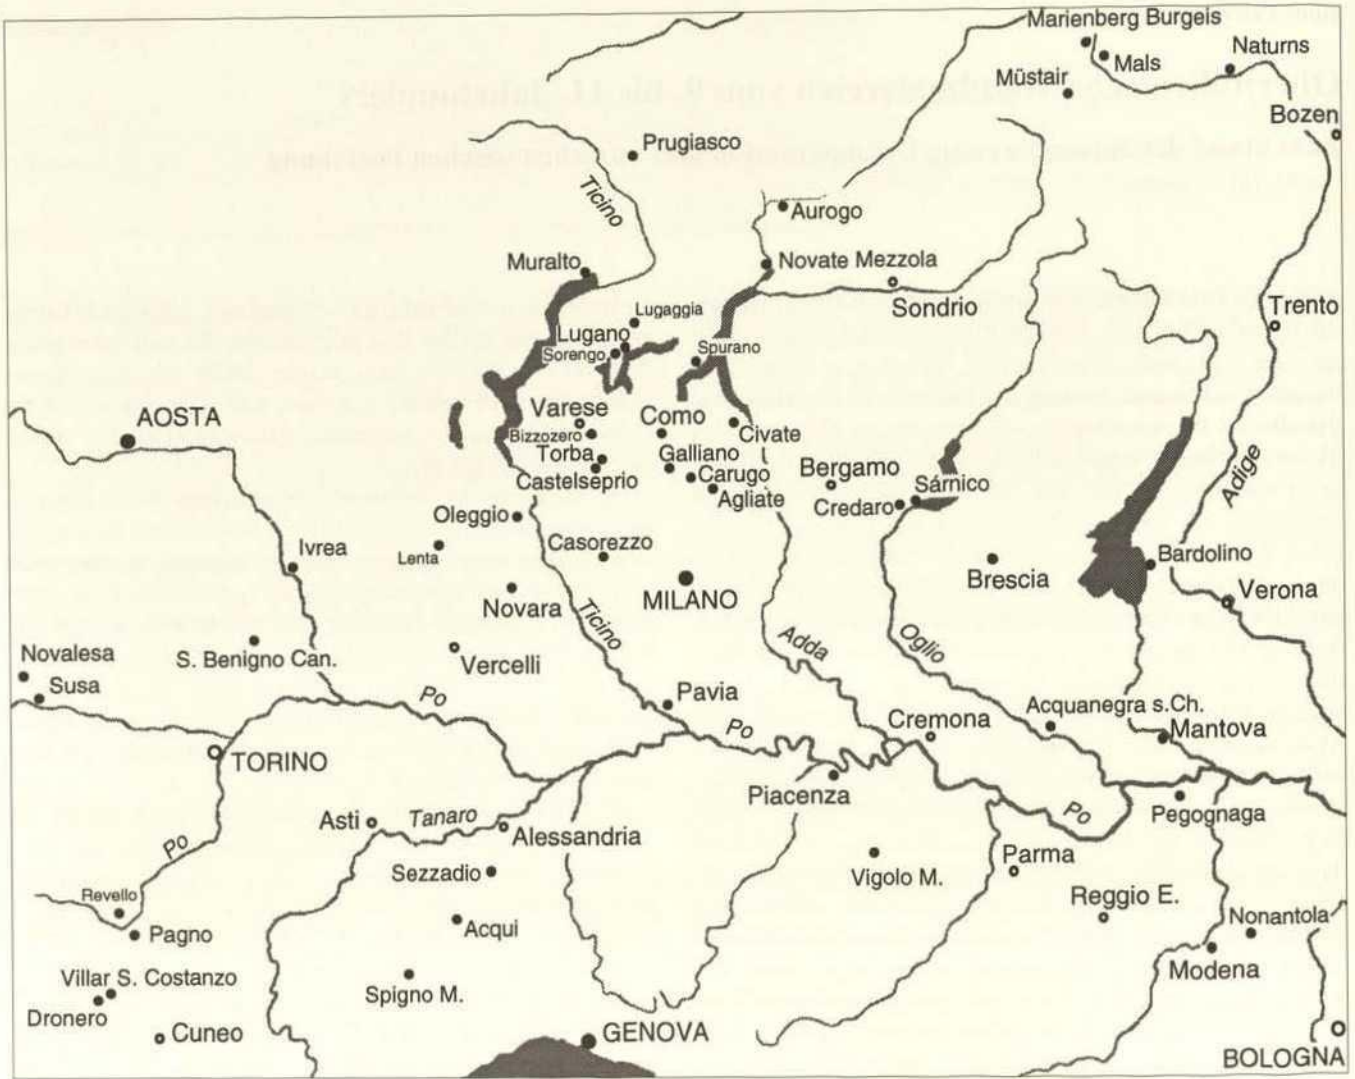 Marienberg Burgeis
Mals
Naturns
Müstair
Bozen
Prugiasco
Ticino
Aurogo
Muralto
Novate Mezzola
Sondrio
Trento
Lugaggia
Lugano
Sorengo
Spurano
AOSTA
Varese
Como
Civate
Bizzozero
Torba
Galliano
Bergamo
Castelseprio
Carugo
Agliate
Sárnico
Credaro
Adige
Oleggio
Ivrea
Lenta
Casorezzo
Brescia
Bardolino
Novara
MILANO
Verona
Ticino
Adda
Oglio
Novalesa
S. Benigno Can.
Vercelli
Susa
Po
Pavia
Po
Cremona
Acquanegra s.Ch.
Mantova
TORINO
Piacenza
Po
Pegognaga
Asti
Tanaro
Alessandria
Po
Sezzadio
Vigolo M.
Parma
Revello
Reggio E.
Pagno
Acqui
Nonantola
Villar S. Costanzo
Spigno M.
Modena
Dronero
Cuneo
GENOVA
BOLOGNA